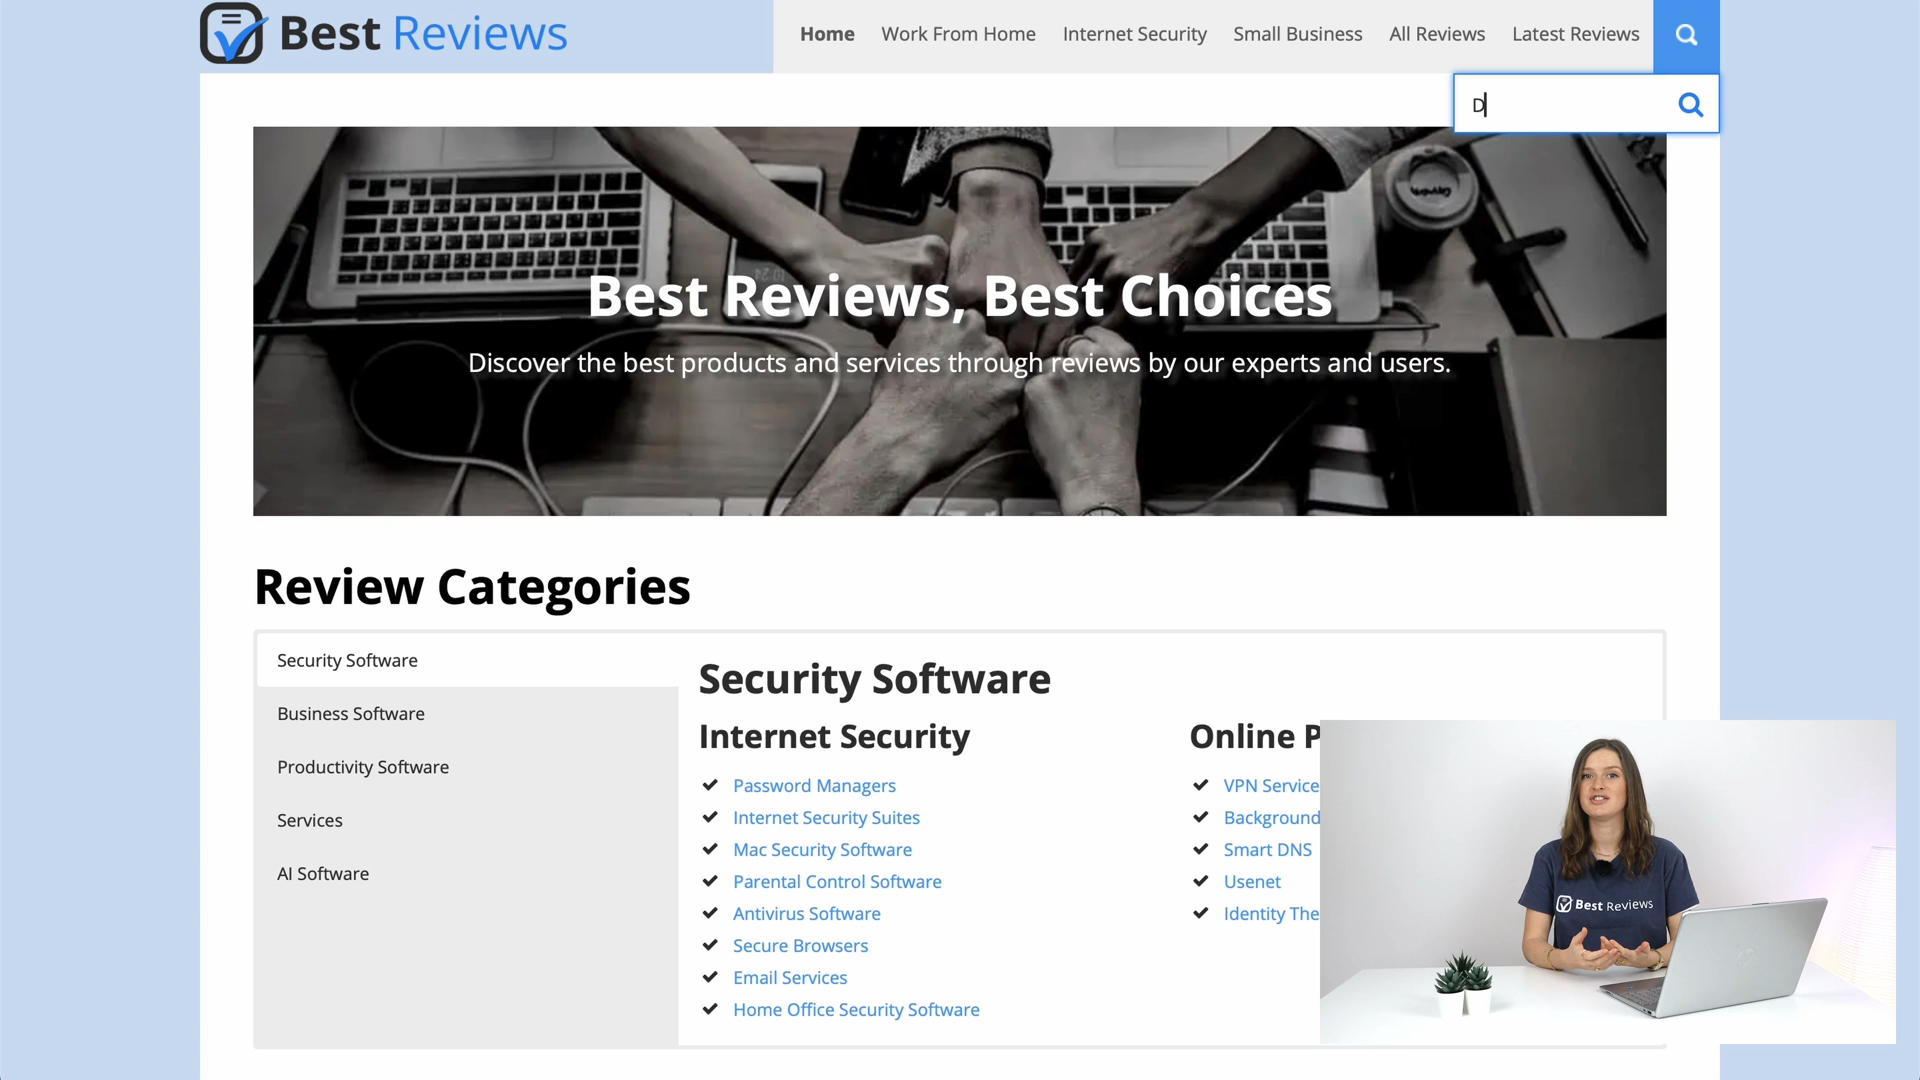 Best Reviews
Home Work From Home Internet Security Small Business All Reviews Latest Reviews
D
Best Reviews, Best Choices
Discover the best products and services through reviews by our experts and users.
Review Categories
Security Software
Business Software
Productivity Software
Services
AI Software
Security Software
Internet Security
Password Managers
Internet Security Suites
Mac Security Software
Parental Control Software
Antivirus Software
Secure Browsers
Email Services
Home Office Security Software
Online P
VPN Service
Background
Smart DNS
Usenet
Identity The
Best Reviews